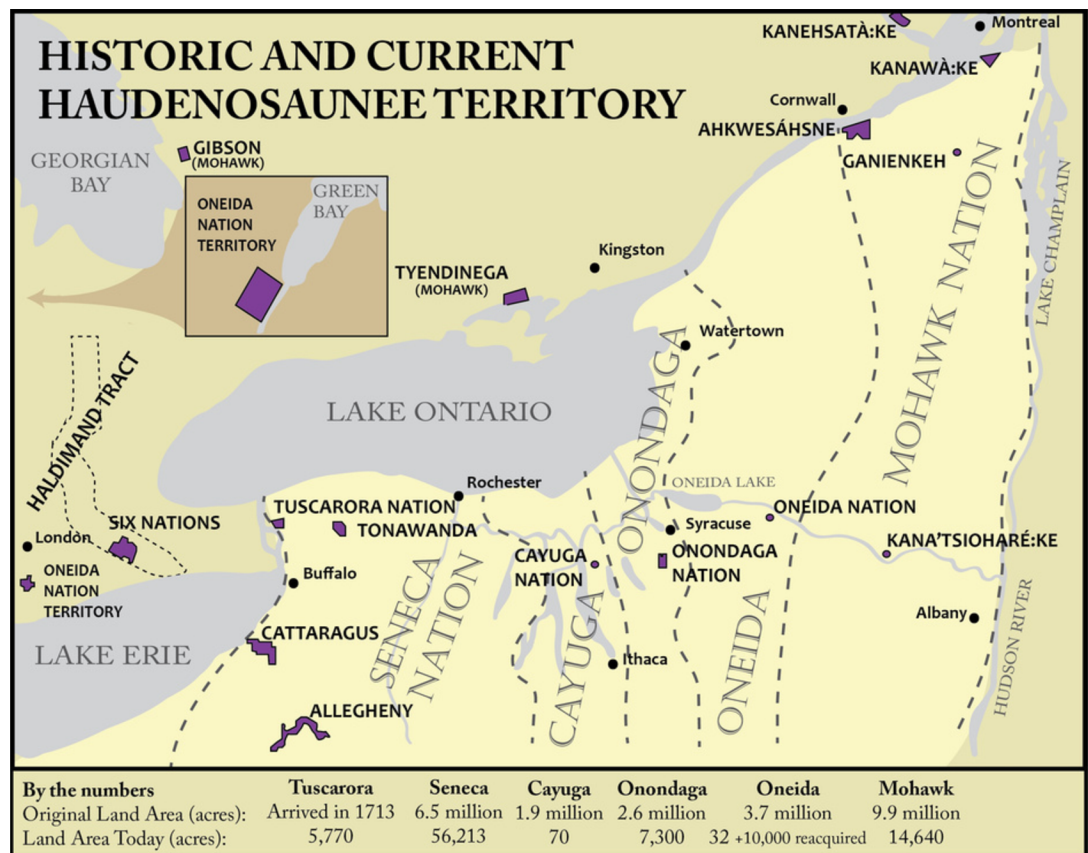 HISTORIC AND CURRENT
HAUDENOSAUNEE TERRITORY
KANEHSATÀ:KE
Montreal
KANAWÀ:KE
Cornwall
AHKWESÁHSNE
GANIENKEH
GEORGIAN
BAY
GIBSON
(MOHAWK)
ONEIDA
NATION
TERRITORY
GREEN
BAY
TYENDINEGA
(MOHAWK)
Kingston
LAKE CHAMPLAIN
MOHAWK NATION
Watertown
HALDIMAND TRACT
LAKE ONTARIO
ONONDAGA
Rochester
ONEIDA LAKE
TUSCARORA NATION
TONAWANDA
ONEIDA NATION
SIX NATIONS
London
Syracuse
KANA'TSIOHARÉ:KE
CAYUGA
NATION
ONONDAGA
NATION
ONEIDA
NATION
TERRITORY
Buffalo
SENECA
NATION
CAYUGA
ONEIDA
Albany
HUDSON RIVER
LAKE ERIE
CATTARAGUS
Ithaca
ALLEGHENY
By the numbers Tuscarora Seneca Cayuga Onondaga Oneida Mohawk
Original Land Area (acres): Arrived in 1713 6.5 million 1.9 million 2.6 million 3.7 million 9.9 million
Land Area Today (acres): 5,770 56,213 70 7,300 32 +10,000 reacquired 14,640